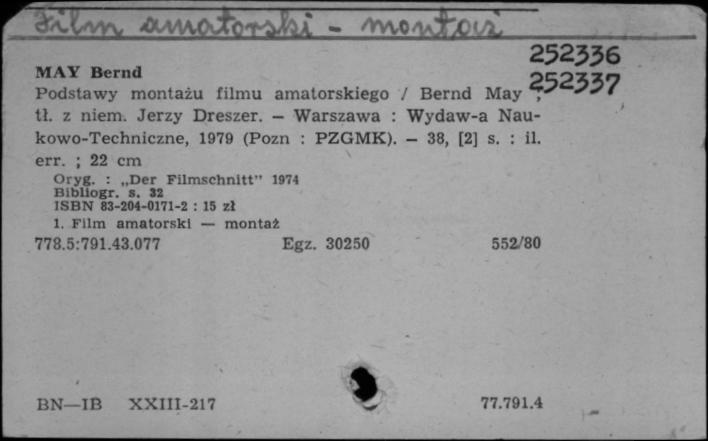 Film amatorski - montaż
252336
MAY Bernd
252337
Podstawy montażu filmu amatorskiego / Bernd May ;
tł. z niem. Jerzy Dreszer. — Warszawa : Wydaw-a Nau-
kowo-Techniczne, 1979 (Pozn : PZGMK). — 38, [2] s. : il.
err. ; 22 cm
Oryg. : „Der Filmschnitt” 1974
Bibliogr. s. 32
ISBN 83-204-0171-2 : 15 zł
1. Film amatorski — montaż
778.5:791.43.077 Egz. 30250 552/80
BN—IB XXIII-217 77.791.4